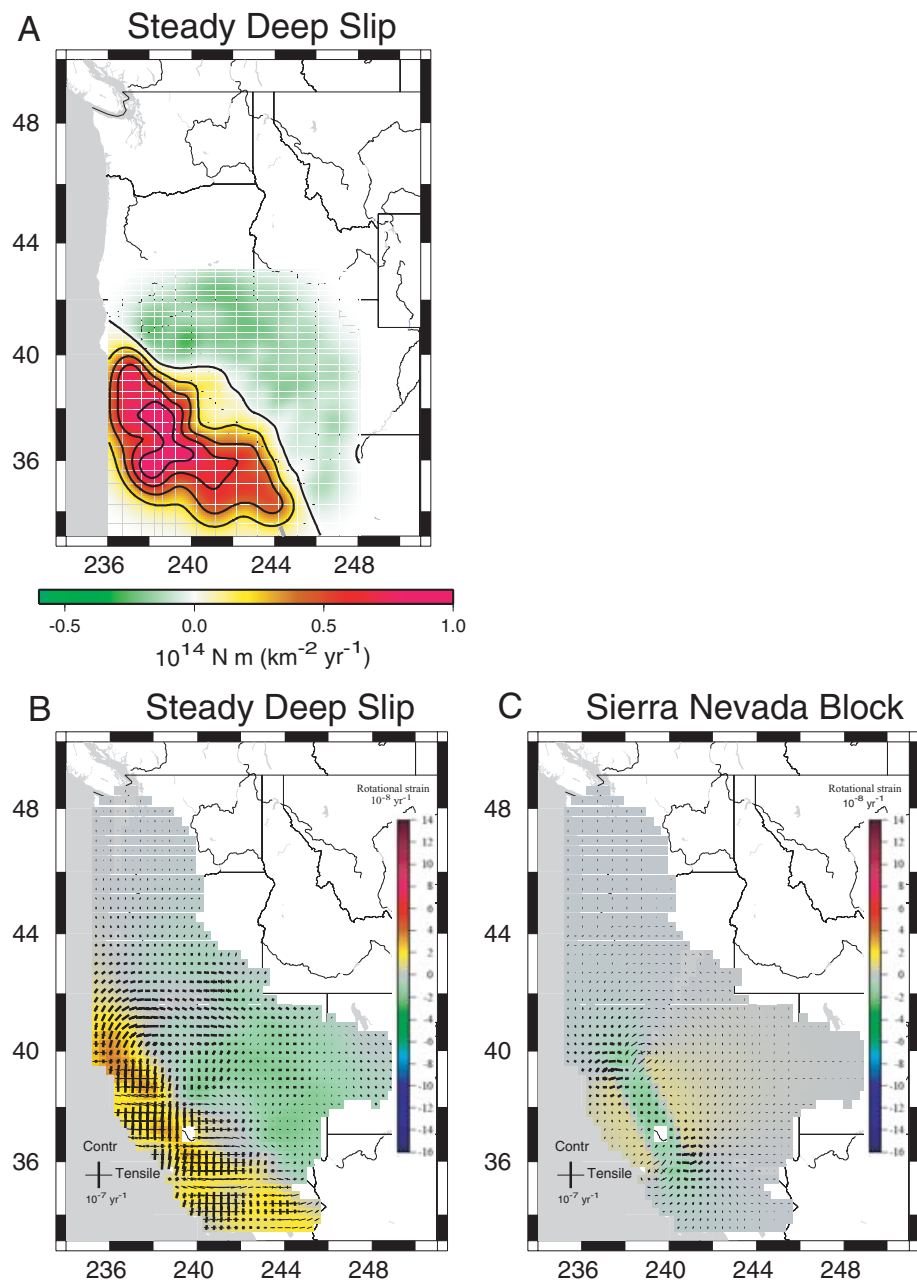 A Steady Deep Slip
48
44
40
36
236 240 244 248
-0.5 0.0 0.5 1.0
10^14 N m (km^-2 yr^-1)
B Steady Deep Slip
Rotational strain
10^-8 yr^-1
14
12
10
8
6
4
2
0
-2
-4
-6
-8
-10
-12
-14
-16
48
44
40
36
Contr
Tensile
10^-7 yr^-1
236 240 244 248
C Sierra Nevada Block
Rotational strain
10^-8 yr^-1
14
12
10
8
6
4
2
0
-2
-4
-6
-8
-10
-12
-14
-16
48
44
40
36
Contr
Tensile
10^-7 yr^-1
236 240 244 248